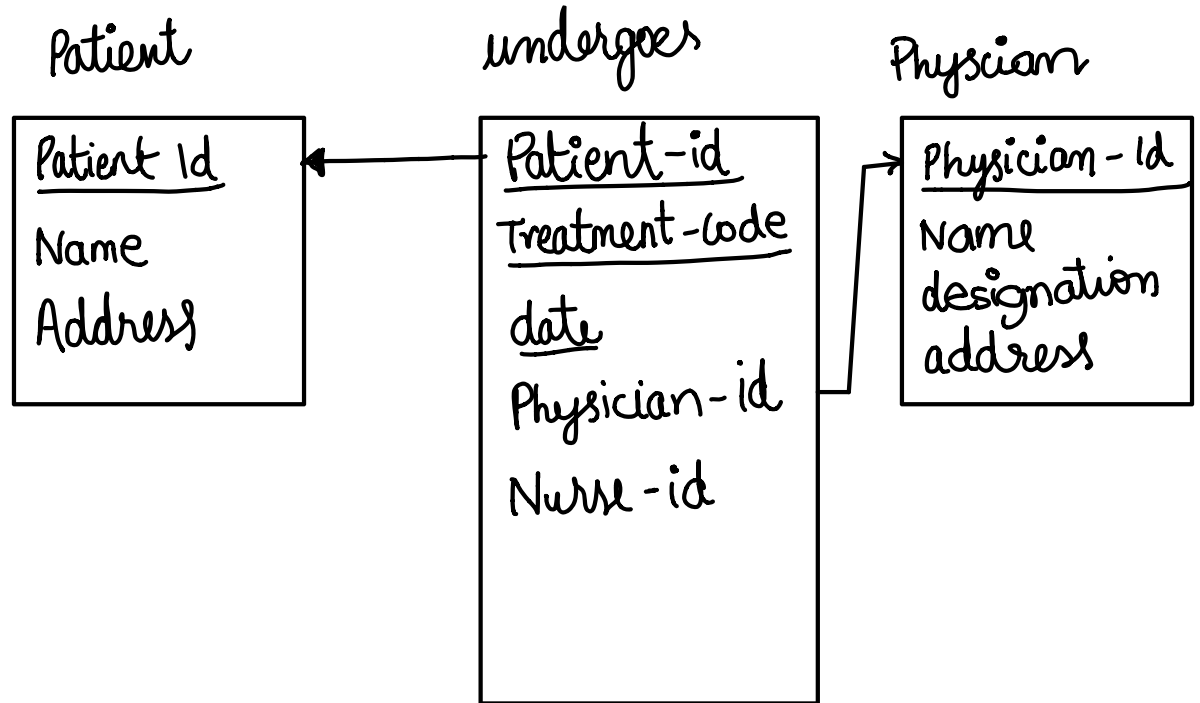 Patient
Patient Id
Name
Address
undergoes
Patient-id
Treatment-code
date
Physician-id
Nurse-id
Physcian
Physician-Id
Name
designation
address